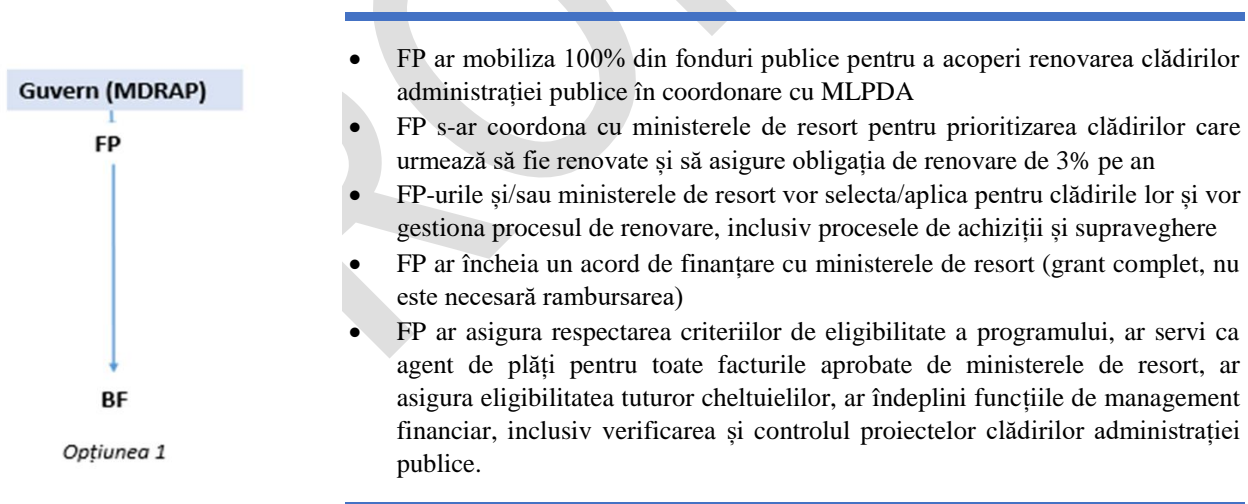 Guvern (MDRAP)
FP
BF
Opțiunea 1
• FP ar mobiliza 100% din fonduri publice pentru a acoperi renovarea clădirilor
administrației publice în coordonare cu MLPDA
• FP s-ar coordona cu ministerele de resort pentru prioritizarea clădirilor care
urmează să fie renovate și să asigure obligația de renovare de 3% pe an
• FP-urile și/sau ministerele de resort vor selecta/aplica pentru clădirile lor și vor
gestiona procesul de renovare, inclusiv procesele de achiziții și supraveghere
• FP ar încheia un acord de finanțare cu ministerele de resort (grant complet, nu
este necesară rambursarea)
• FP ar asigura respectarea criteriilor de eligibilitate a programului, ar servi ca
agent de plăți pentru toate facturile aprobate de ministerele de resort, ar
asigura eligibilitatea tuturor cheltuielilor, ar îndeplini funcțiile de management
financiar, inclusiv verificarea și controlul proiectelor clădirilor administrației
publice.